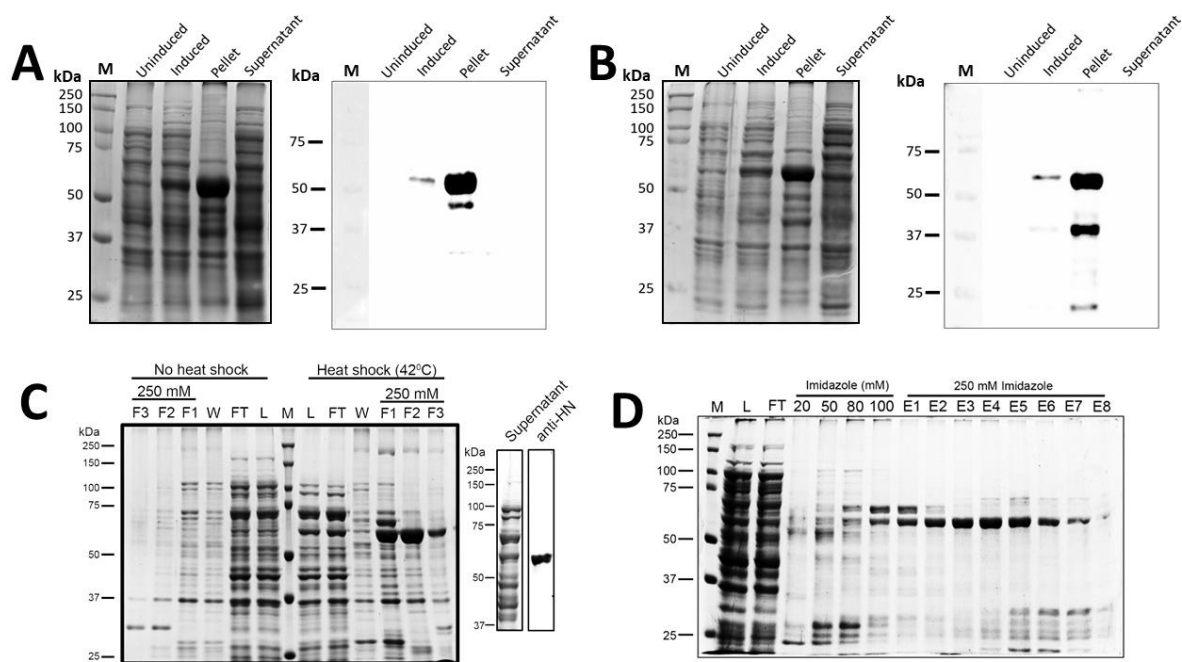 A
kDa
M
Uninduced
Induced
Pellet
Supernatant
250
150
100
75
50
37
25
kDa
M
Uninduced
Induced
Pellet
Supernatant
75
50
37
25
B
kDa
M
Uninduced
Induced
Pellet
Supernatant
250
150
100
75
50
37
25
kDa
M
Uninduced
Induced
Pellet
Supernatant
75
50
37
25
C
No heat shock
Heat shock (42⁰C)
250 mM
250 mM
F3 F2 F1 W FT L M L FT W F1 F2 F3
kDa
250
150
100
75
50
37
25
Supernatant
anti-HN
kDa
250
150
100
75
50
37
D
Imidazole (mM)
250 mM Imidazole
M L FT 20 50 80 100 E1 E2 E3 E4 E5 E6 E7 E8
kDa
250
150
100
75
50
37
25